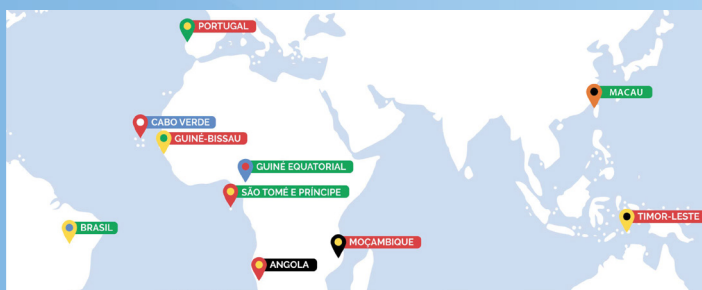 PORTUGAL
MACAU
CABO VERDE
GUINÉ-BISSAU
GUINÉ EQUATORIAL
SÃO TOMÉ E PRÍNCIPE
BRASIL
TIMOR-LESTE
MOÇAMBIQUE
ANGOLA